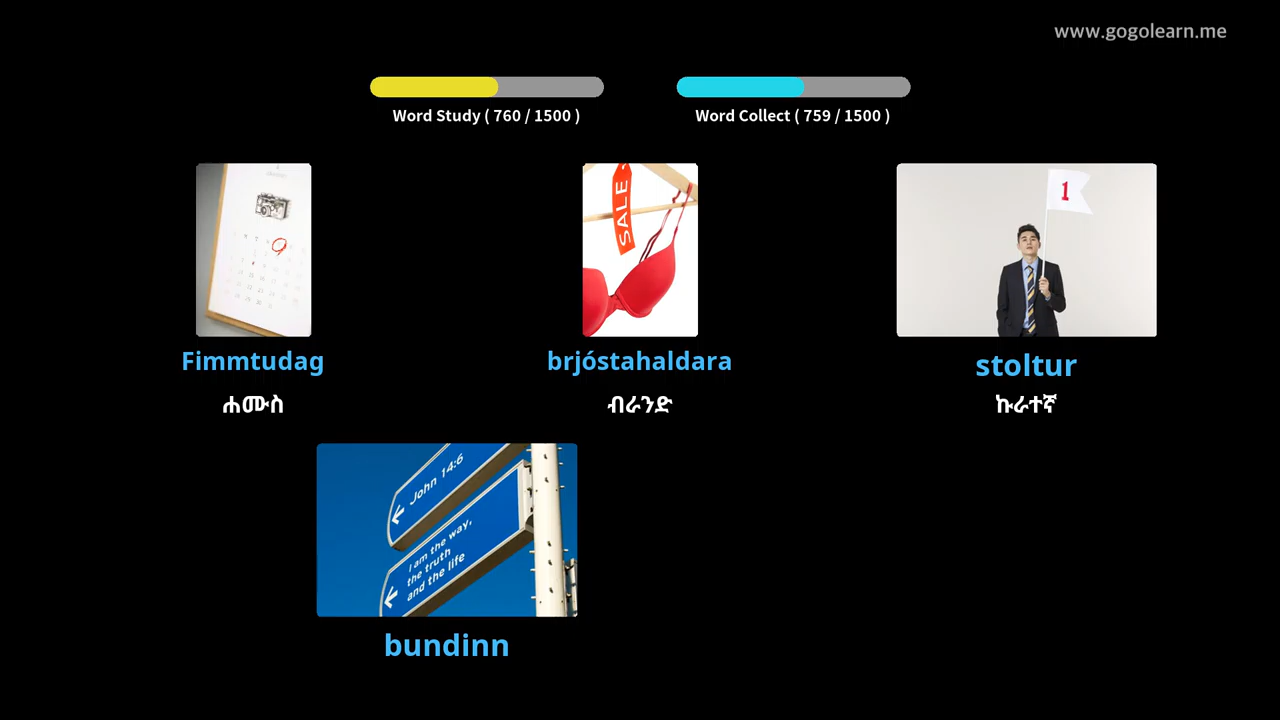 www.gogolearn.me
Word Study ( 760 / 1500 )
Word Collect ( 759 / 1500 )
SALE
1
Fimmtudag
brjóstahaldara
stoltur
ሐሙስ
ብራንድ
ኩራተኛ
John 14:6
I am the way,
the truth
and the life
bundinn